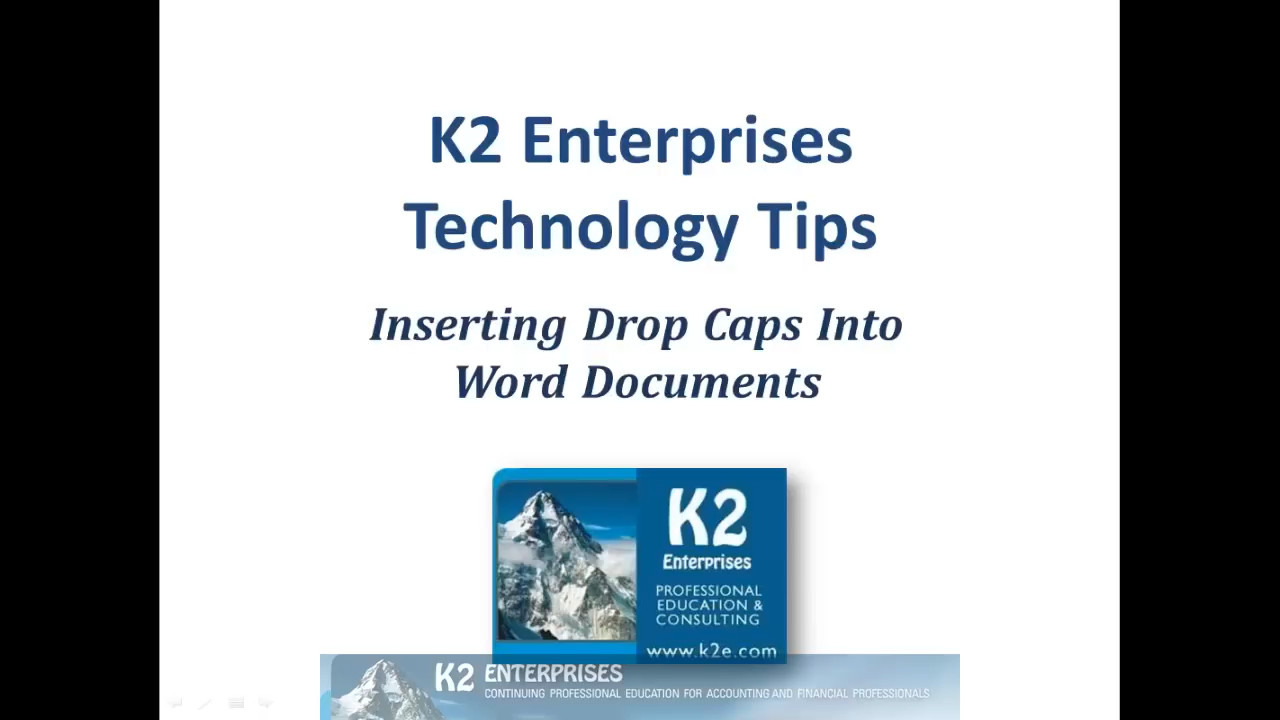 K2 Enterprises
Technology Tips
Inserting Drop Caps Into
Word Documents
K2
Enterprises
PROFESSIONAL
EDUCATION &
CONSULTING
www.k2e.com
K2 ENTERPRISES
CONTINUING PROFESSIONAL EDUCATION FOR ACCOUNTING AND FINANCIAL PROFESSIONALS